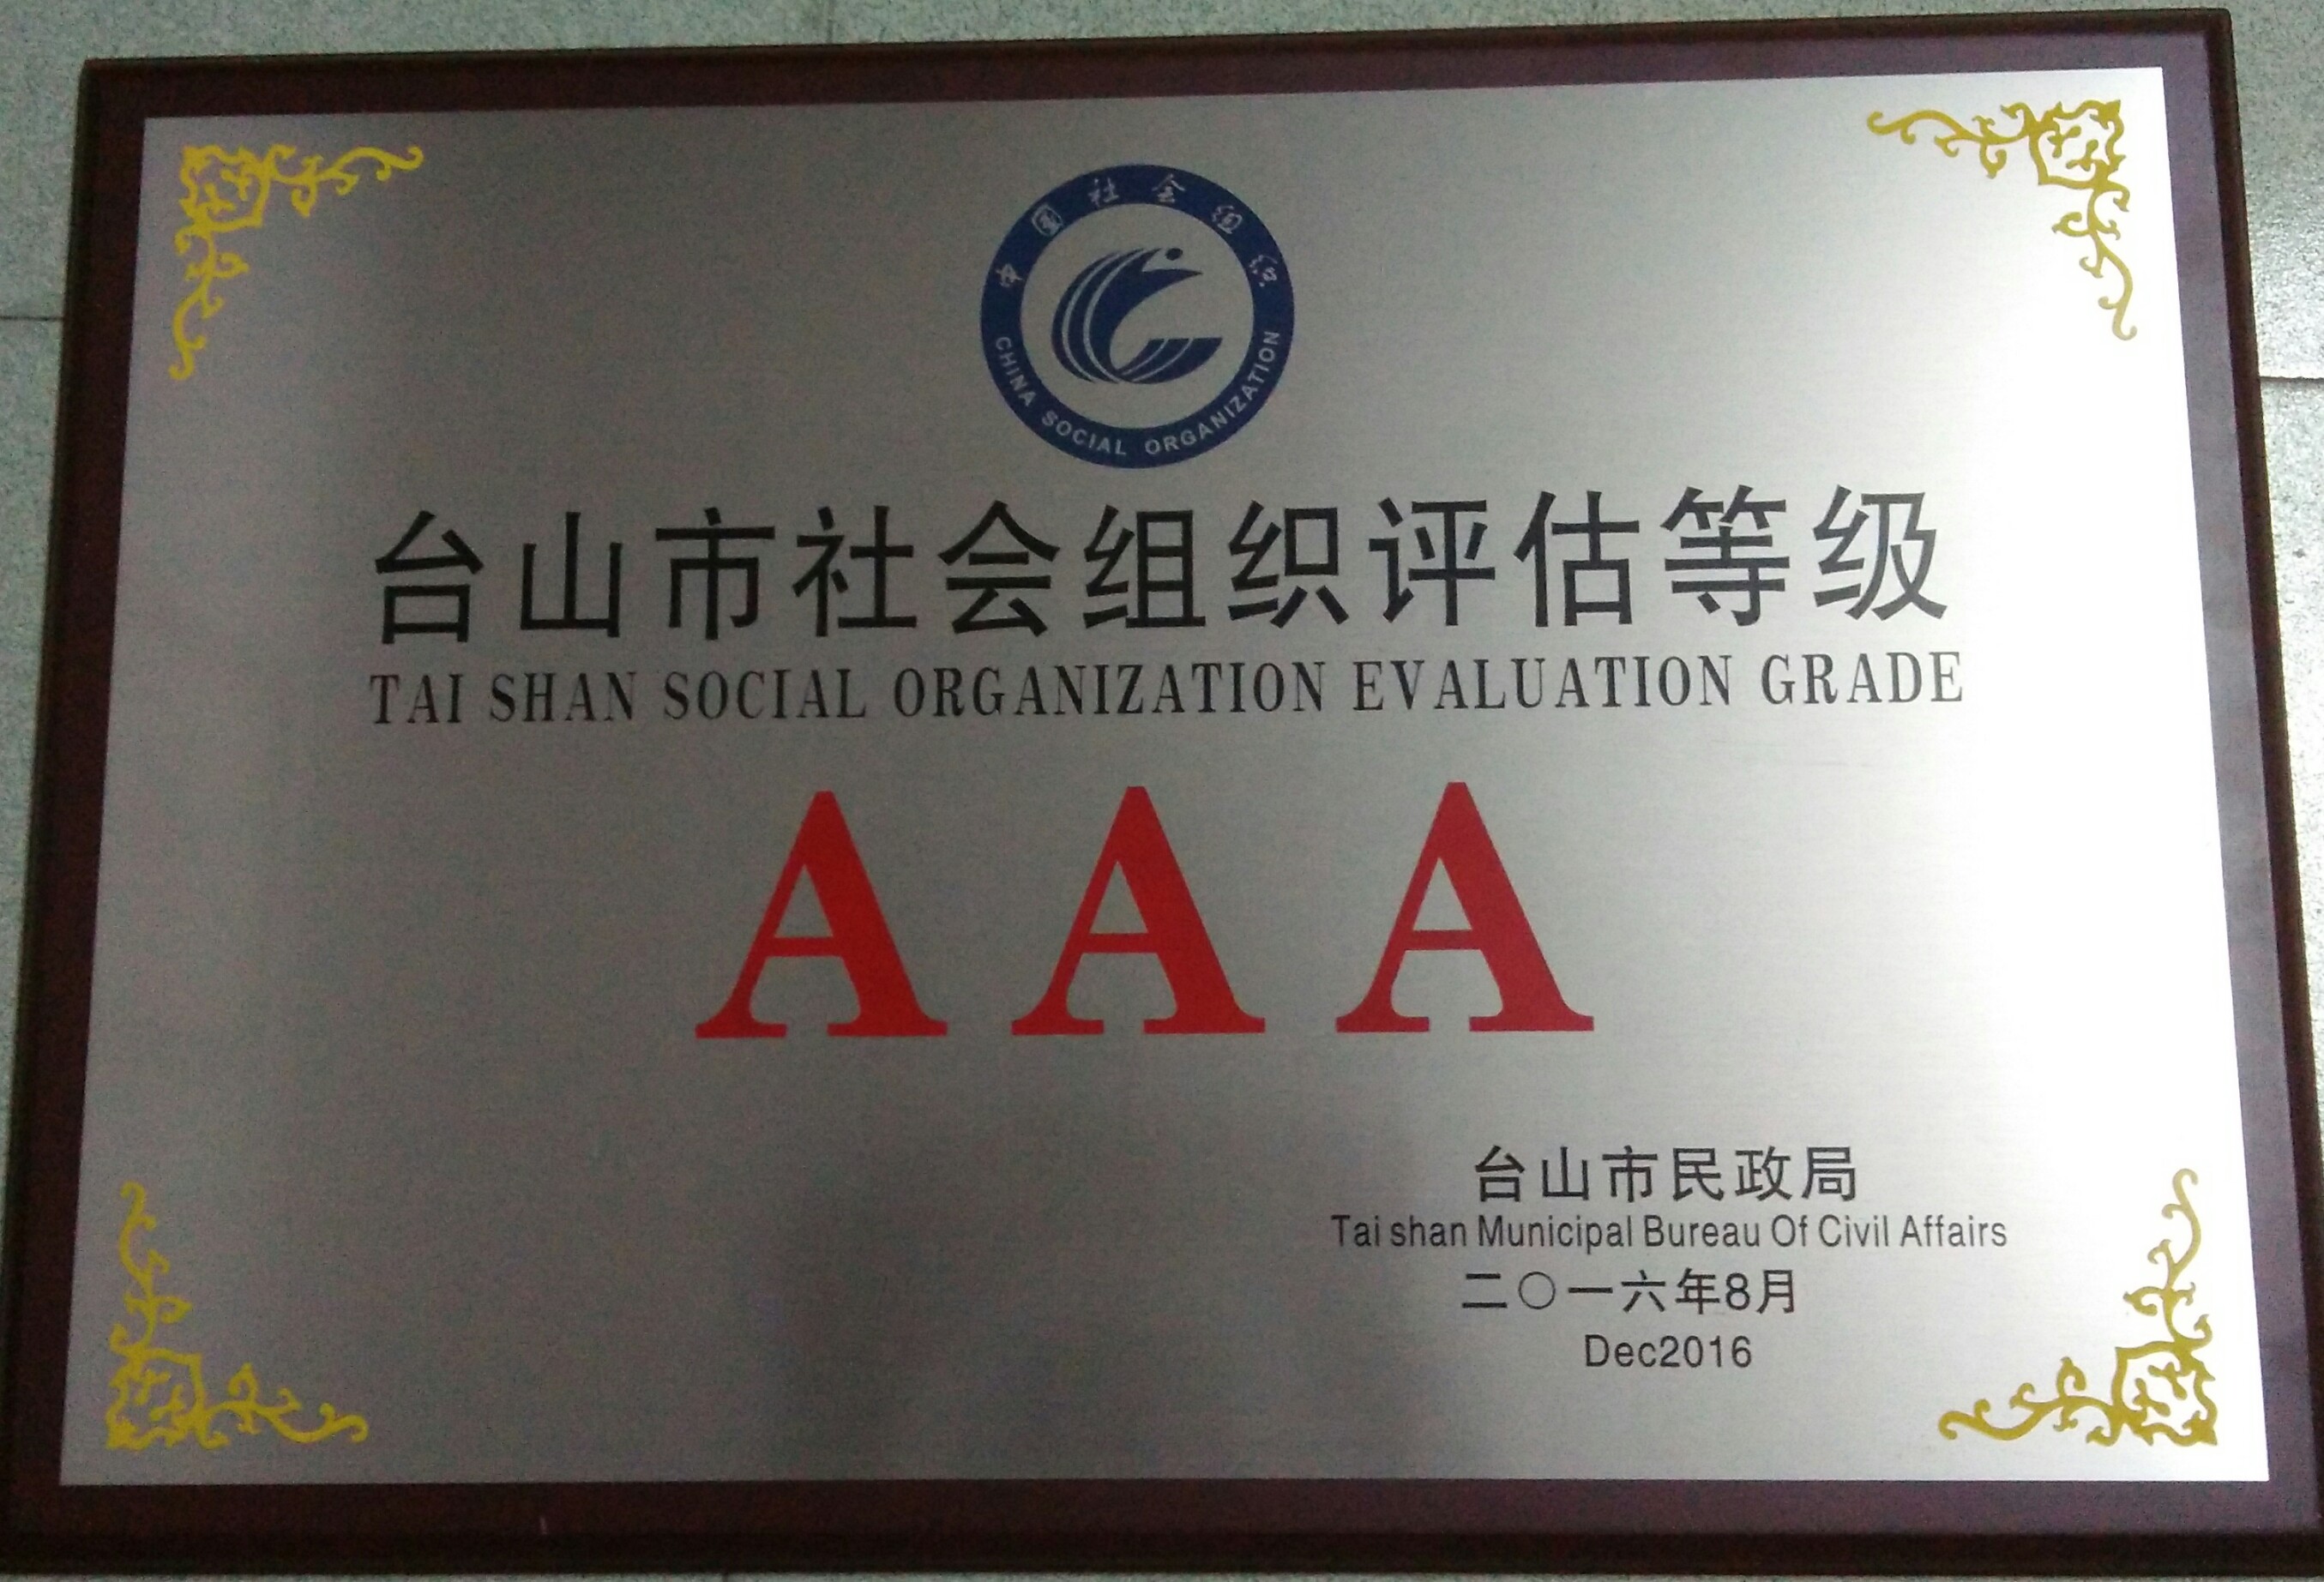 中国社会组织
CHINA SOCIAL ORGANIZATION
台山市社会组织评估等级
TAI SHAN SOCIAL ORGANIZATION EVALUATION GRADE
AAA
台山市民政局
Tai shan Municipal Bureau Of Civil Affairs
二〇一六年8月
Dec2016